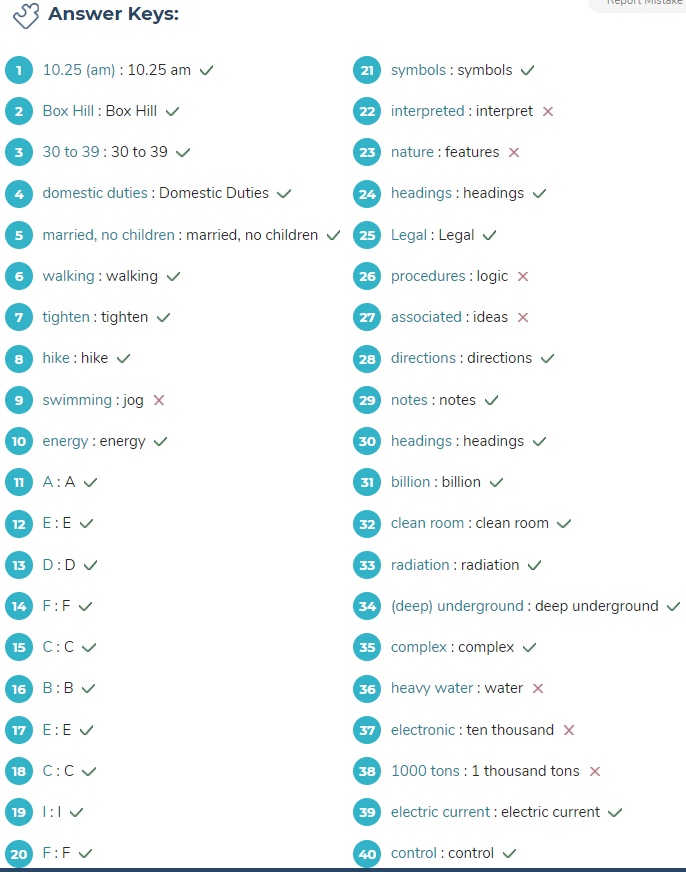 Report Mistake
Answer Keys:
1 10.25 (am) : 10.25 am ✓
2 Box Hill : Box Hill ✓
3 30 to 39 : 30 to 39 ✓
4 domestic duties : Domestic Duties ✓
5 married, no children : married, no children ✓
6 walking : walking ✓
7 tighten : tighten ✓
8 hike : hike ✓
9 swimming : jog ✗
10 energy : energy ✓
11 A : A ✓
12 E : E ✓
13 D : D ✓
14 F : F ✓
15 C : C ✓
16 B : B ✓
17 E : E ✓
18 C : C ✓
19 I : I ✓
20 F : F ✓
21 symbols : symbols ✓
22 interpreted : interpret ✗
23 nature : features ✗
24 headings : headings ✓
25 Legal : Legal ✓
26 procedures : logic ✗
27 associated : ideas ✗
28 directions : directions ✓
29 notes : notes ✓
30 headings : headings ✓
31 billion : billion ✓
32 clean room : clean room ✓
33 radiation : radiation ✓
34 (deep) underground : deep underground ✓
35 complex : complex ✓
36 heavy water : water ✗
37 electronic : ten thousand ✗
38 1000 tons : 1 thousand tons ✗
39 electric current : electric current ✓
40 control : control ✓